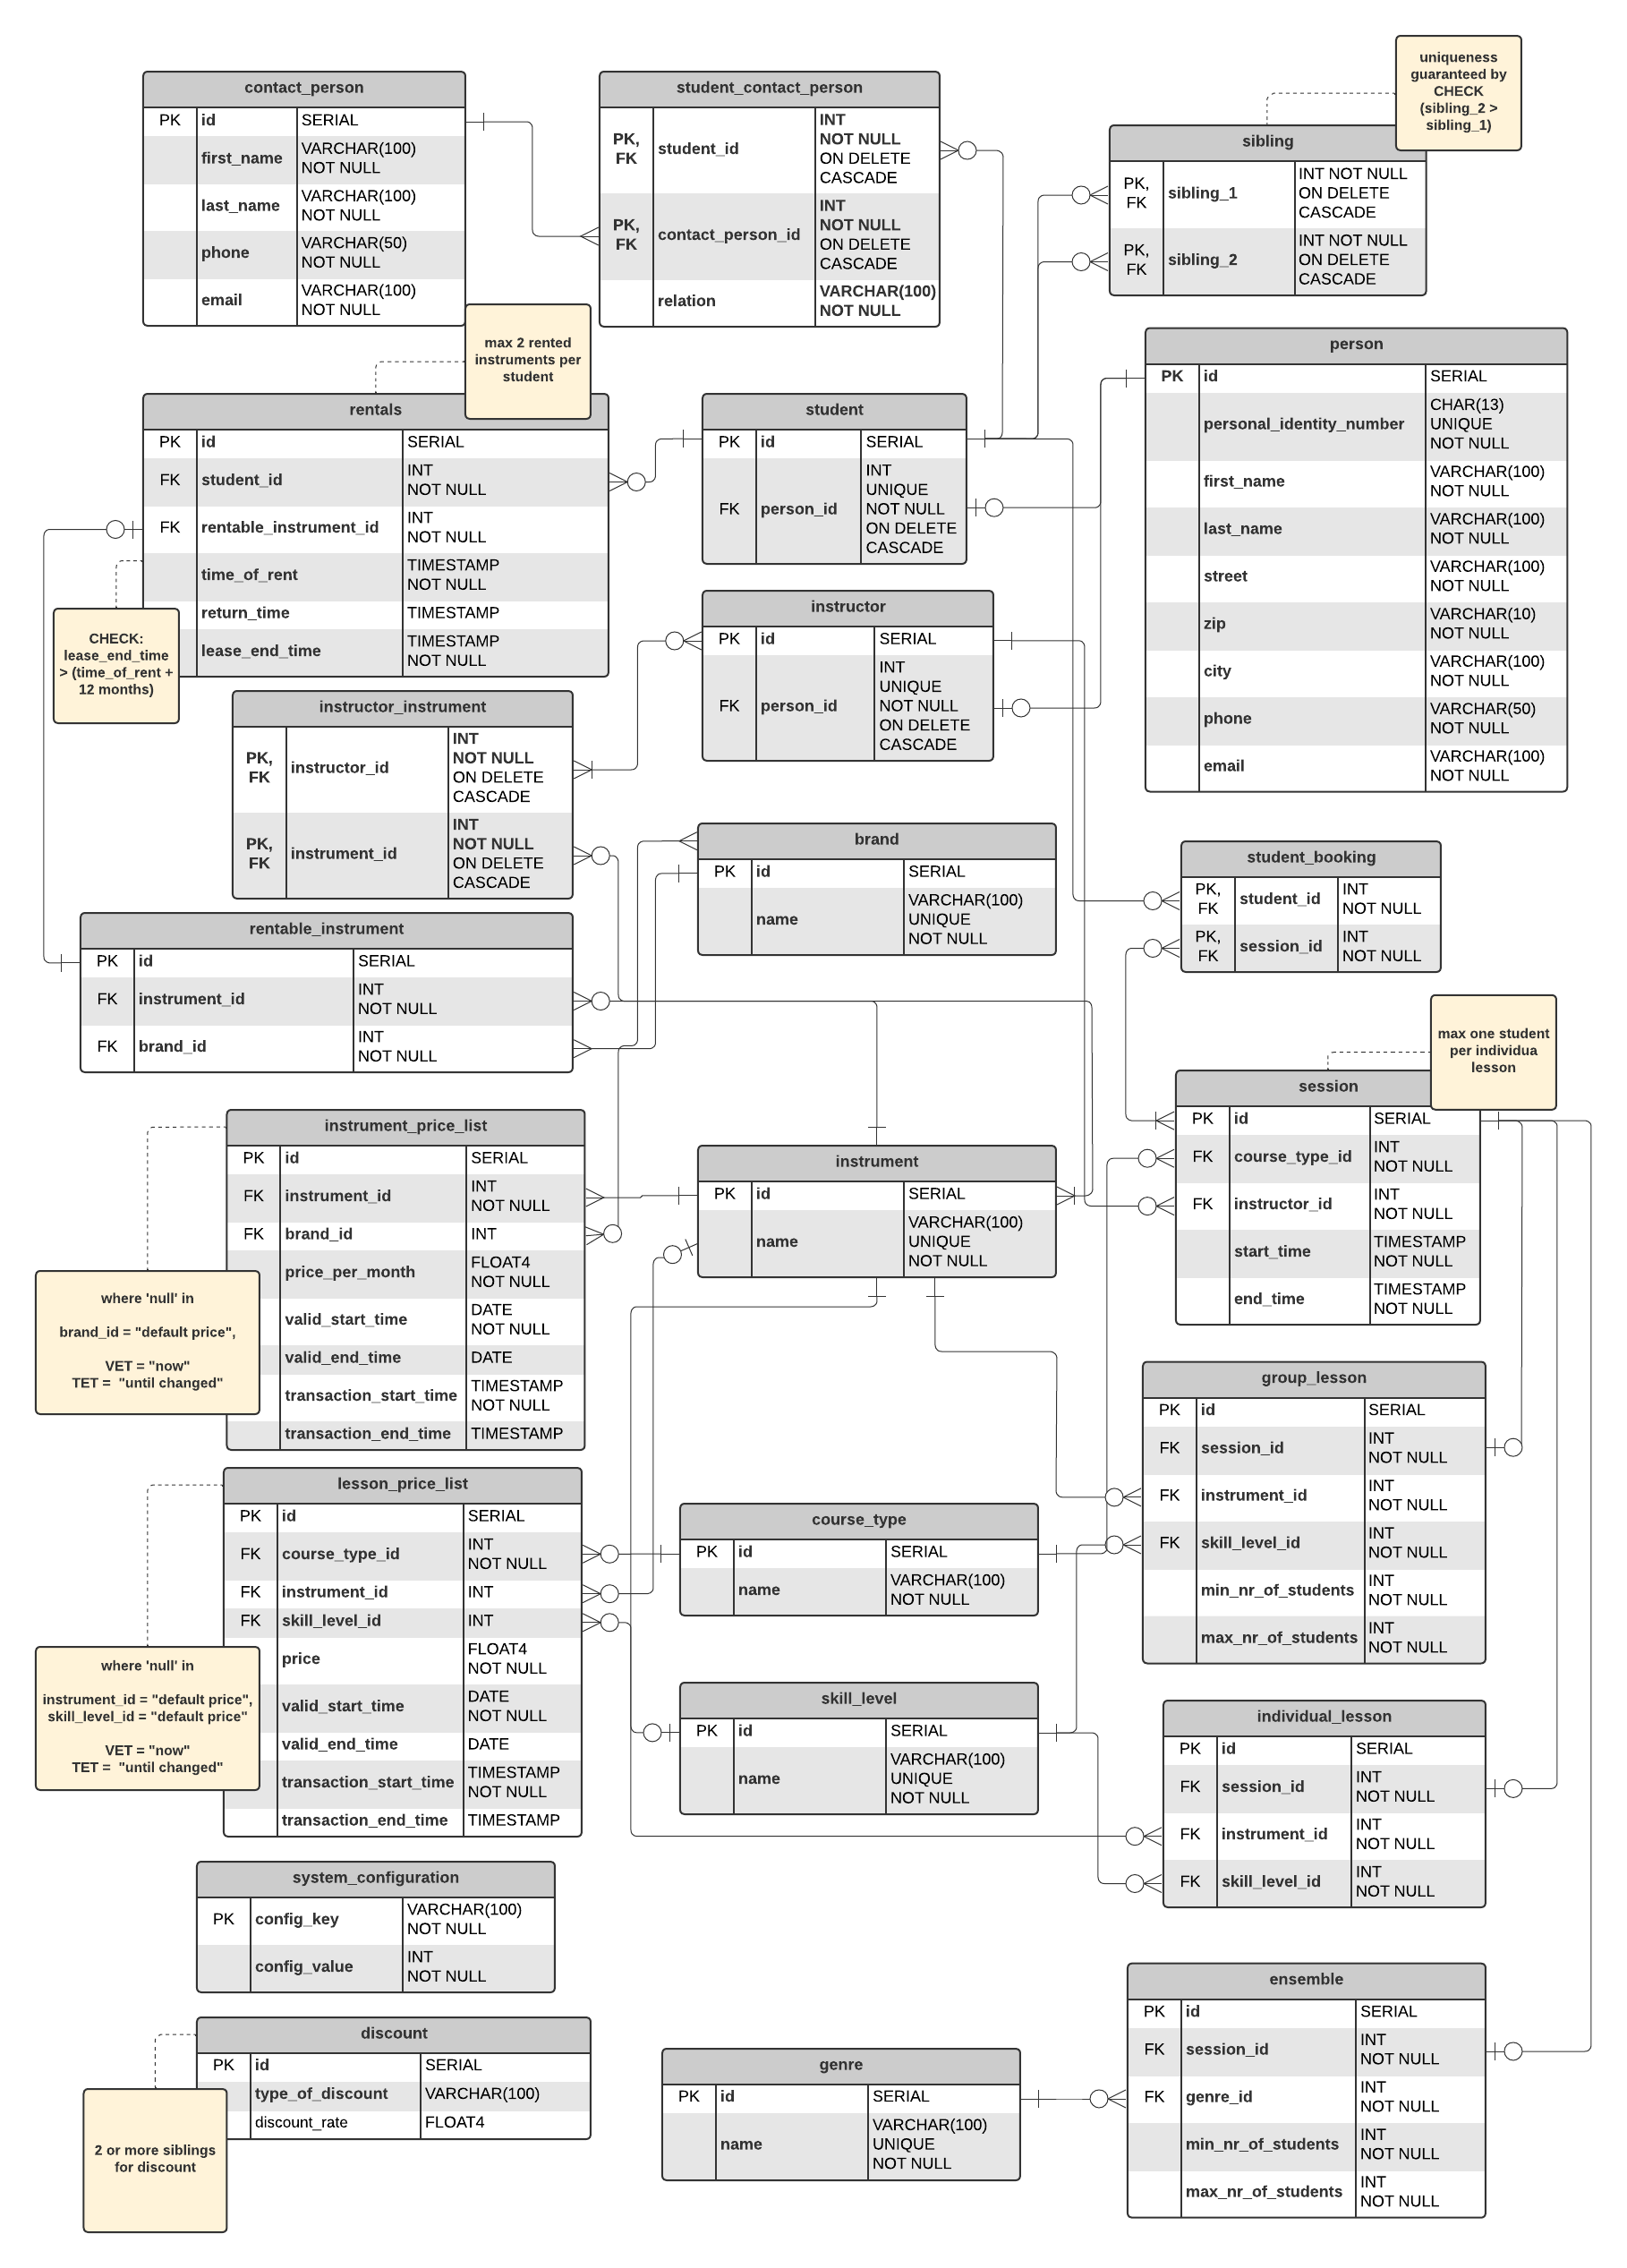 uniqueness
guaranteed by
CHECK
(sibling_2 >
sibling_1)
contact_person
PK id SERIAL
first_name VARCHAR(100)
NOT NULL
last_name VARCHAR(100)
NOT NULL
phone VARCHAR(50)
NOT NULL
email VARCHAR(100)
NOT NULL
student_contact_person
PK,
FK
student_id
INT
NOT NULL
ON DELETE
CASCADE
PK,
FK
contact_person_id
INT
NOT NULL
ON DELETE
CASCADE
relation VARCHAR(100)
NOT NULL
sibling
PK,
FK
sibling_1
INT NOT NULL
ON DELETE
CASCADE
PK,
FK
sibling_2
INT NOT NULL
ON DELETE
CASCADE
max 2 rented
instruments per
student
rentals
PK id SERIAL
FK student_id INT
NOT NULL
FK rentable_instrument_id INT
NOT NULL
time_of_rent TIMESTAMP
NOT NULL
return_time TIMESTAMP
lease_end_time TIMESTAMP
NOT NULL
CHECK:
lease_end_time
> (time_of_rent +
12 months)
student
PK id SERIAL
FK person_id
INT
UNIQUE
NOT NULL
ON DELETE
CASCADE
person
PK id SERIAL
personal_identity_number
CHAR(13)
UNIQUE
NOT NULL
first_name VARCHAR(100)
NOT NULL
last_name VARCHAR(100)
NOT NULL
street VARCHAR(100)
NOT NULL
zip VARCHAR(10)
NOT NULL
city VARCHAR(100)
NOT NULL
phone VARCHAR(50)
NOT NULL
email VARCHAR(100)
NOT NULL
instructor
PK id SERIAL
FK person_id
INT
UNIQUE
NOT NULL
ON DELETE
CASCADE
instructor_instrument
PK,
FK
instructor_id
INT
NOT NULL
ON DELETE
CASCADE
PK,
FK
instrument_id
INT
NOT NULL
ON DELETE
CASCADE
brand
PK id SERIAL
name
VARCHAR(100)
UNIQUE
NOT NULL
student_booking
PK,
FK
student_id
INT
NOT NULL
PK,
FK
session_id
INT
NOT NULL
rentable_instrument
PK id SERIAL
FK instrument_id INT
NOT NULL
FK brand_id INT
NOT NULL
max one student
per individua
lesson
session
PK id SERIAL
FK course_type_id INT
NOT NULL
FK instructor_id INT
NOT NULL
start_time TIMESTAMP
NOT NULL
end_time TIMESTAMP
NOT NULL
instrument_price_list
PK id SERIAL
FK instrument_id INT
NOT NULL
FK brand_id INT
price_per_month FLOAT4
NOT NULL
valid_start_time DATE
NOT NULL
valid_end_time DATE
transaction_start_time TIMESTAMP
NOT NULL
transaction_end_time TIMESTAMP
where 'null' in
brand_id = "default price",
VET = "now"
TET = "until changed"
instrument
PK id SERIAL
name
VARCHAR(100)
UNIQUE
NOT NULL
group_lesson
PK id SERIAL
FK session_id INT
NOT NULL
FK instrument_id INT
NOT NULL
FK skill_level_id INT
NOT NULL
min_nr_of_students INT
NOT NULL
max_nr_of_students INT
NOT NULL
lesson_price_list
PK id SERIAL
FK course_type_id INT
NOT NULL
FK instrument_id INT
FK skill_level_id INT
price FLOAT4
NOT NULL
valid_start_time DATE
NOT NULL
valid_end_time DATE
transaction_start_time TIMESTAMP
NOT NULL
transaction_end_time TIMESTAMP
where 'null' in
instrument_id = "default price",
skill_level_id = "default price"
VET = "now"
TET = "until changed"
course_type
PK id SERIAL
name VARCHAR(100)
NOT NULL
skill_level
PK id SERIAL
name
VARCHAR(100)
UNIQUE
NOT NULL
individual_lesson
PK id SERIAL
FK session_id INT
NOT NULL
FK instrument_id INT
NOT NULL
FK skill_level_id INT
NOT NULL
system_configuration
PK config_key VARCHAR(100)
NOT NULL
config_value INT
NOT NULL
discount
PK id SERIAL
type_of_discount VARCHAR(100)
discount_rate FLOAT4
2 or more siblings
for discount
genre
PK id SERIAL
name
VARCHAR(100)
UNIQUE
NOT NULL
ensemble
PK id SERIAL
FK session_id INT
NOT NULL
FK genre_id INT
NOT NULL
min_nr_of_students INT
NOT NULL
max_nr_of_students INT
NOT NULL